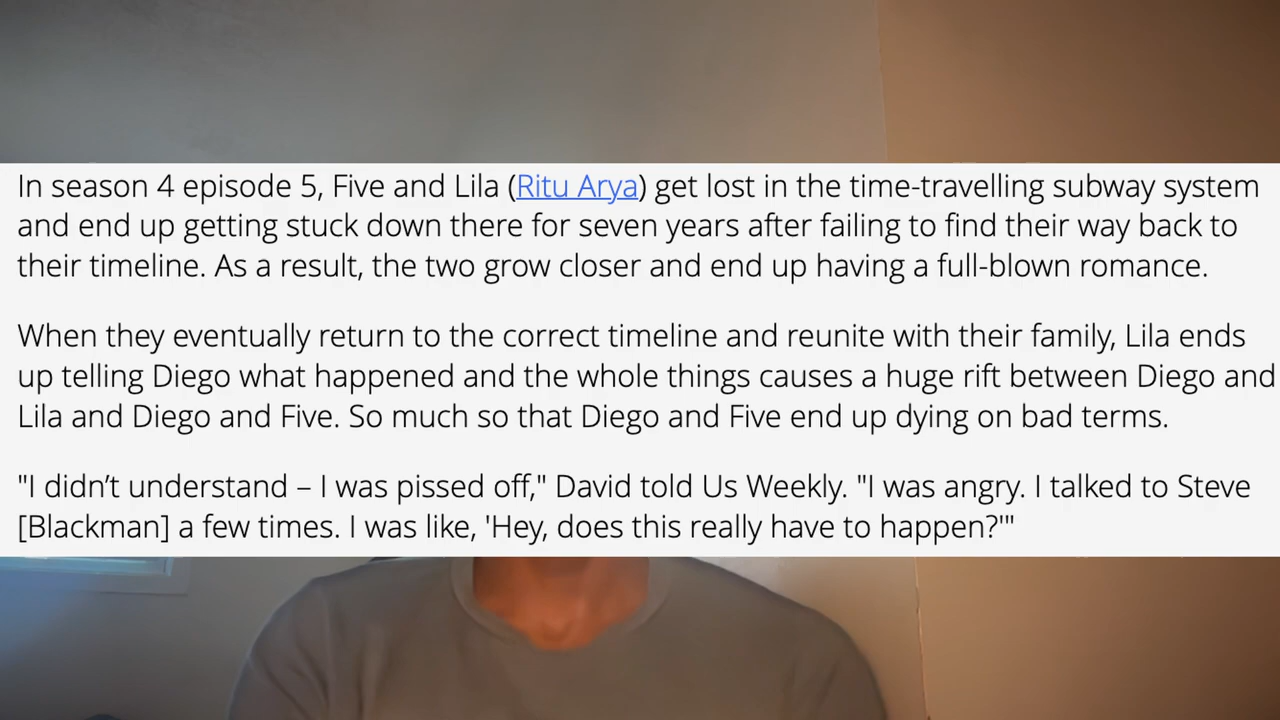 In season 4 episode 5, Five and Lila (Ritu Arya) get lost in the time-travelling subway system
and end up getting stuck down there for seven years after failing to find their way back to
their timeline. As a result, the two grow closer and end up having a full-blown romance.
When they eventually return to the correct timeline and reunite with their family, Lila ends
up telling Diego what happened and the whole things causes a huge rift between Diego and
Lila and Diego and Five. So much so that Diego and Five end up dying on bad terms.
"I didn’t understand – I was pissed off," David told Us Weekly. "I was angry. I talked to Steve
[Blackman] a few times. I was like, 'Hey, does this really have to happen?'"